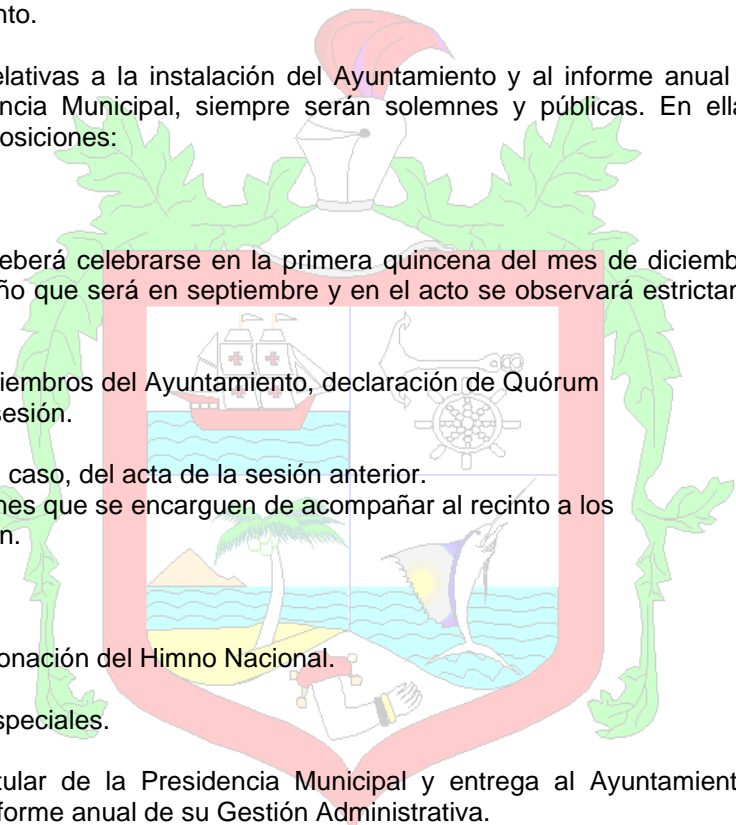 nto.
elativas a la instalación del Ayuntamiento y al informe anual
ncia Municipal, siempre serán solemnes y públicas. En ella
osiciones:
eberá celebrarse en la primera quincena del mes de diciemb
ño que será en septiembre y en el acto se observará estrictar
iembros del Ayuntamiento, declaración de Quórum
sesión.
caso, del acta de la sesión anterior.
nes que se encarguen de acompañar al recinto a los
n.
onación del Himno Nacional.
speciales.
tular de la Presidencia Municipal y entrega al Ayuntamient
forme anual de su Gestión Administrativa.